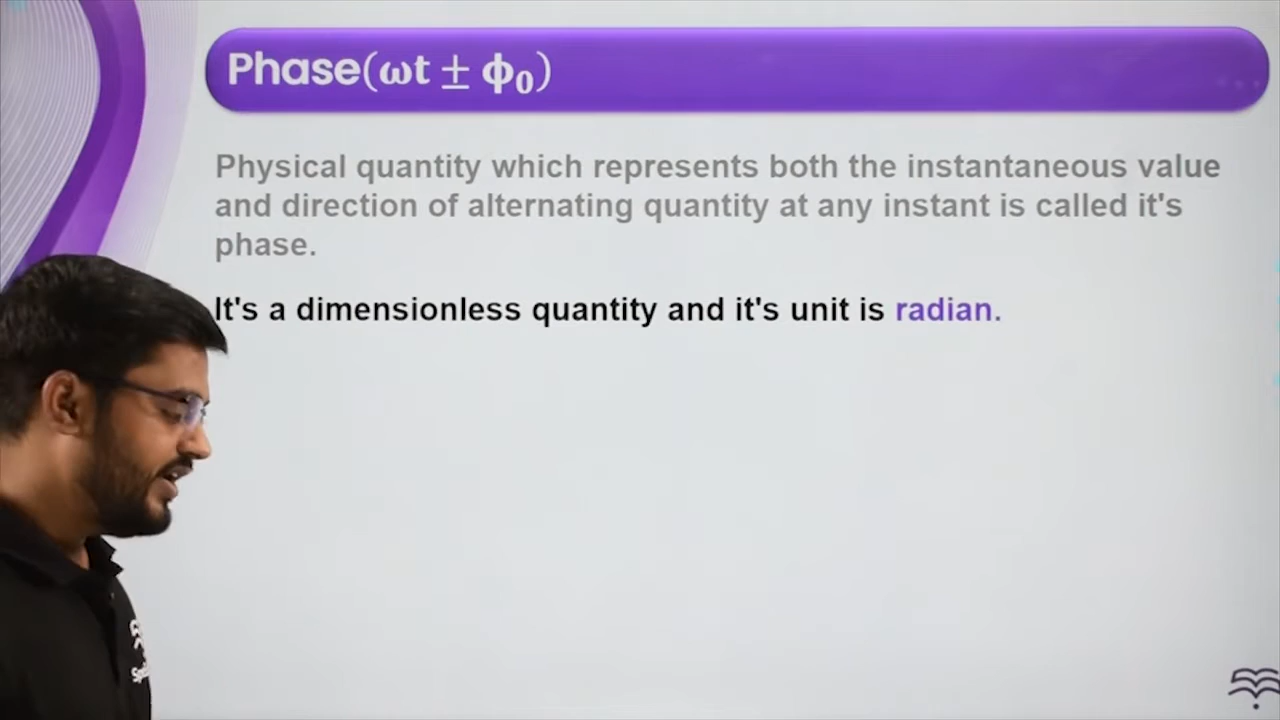 Phase(ωt ± ϕ₀)
Physical quantity which represents both the instantaneous value
and direction of alternating quantity at any instant is called it's
phase.
It's a dimensionless quantity and it's unit is radian.